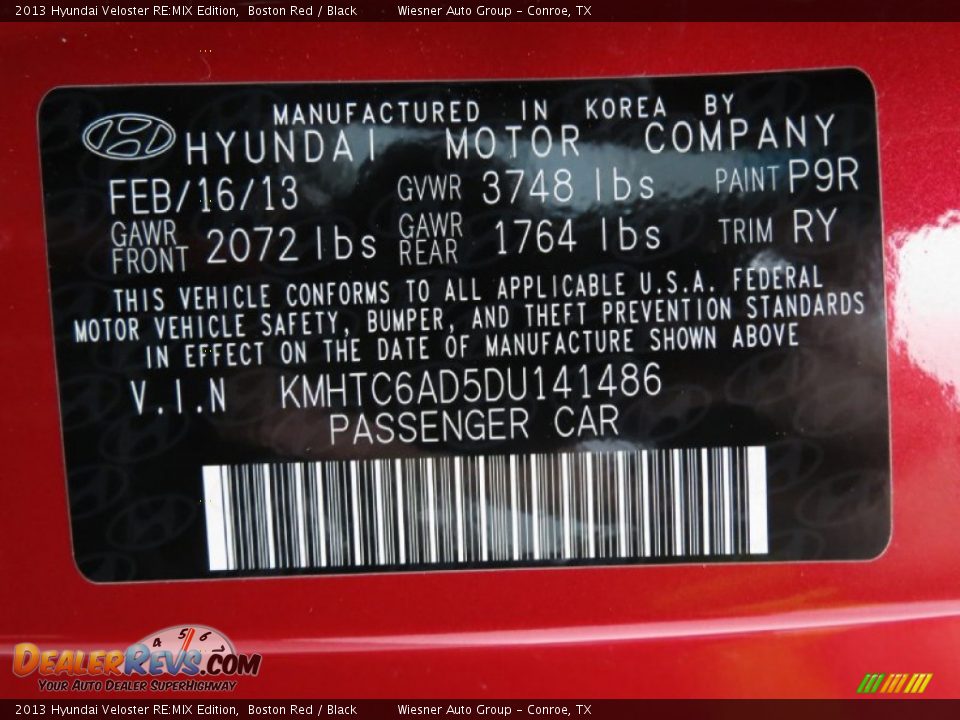 2013 Hyundai Veloster RE:MIX Edition, Boston Red / Black Wiesner Auto Group - Conroe, TX
MANUFACTURED IN KOREA BY
HYUNDAI MOTOR COMPANY
FEB/16/13 GVWR 3748 lbs PAINT P9R
GAWR FRONT 2072 lbs GAWR REAR 1764 lbs TRIM RY
THIS VEHICLE CONFORMS TO ALL APPLICABLE U.S.A. FEDERAL
MOTOR VEHICLE SAFETY, BUMPER, AND THEFT PREVENTION STANDARDS
IN EFFECT ON THE DATE OF MANUFACTURE SHOWN ABOVE
V.I.N KMHTC6AD5DU141486
PASSENGER CAR
4 5 6
DEALERREVS.COM
YOUR AUTO DEALER SUPERHIGHWAY
2013 Hyundai Veloster RE:MIX Edition, Boston Red / Black Wiesner Auto Group - Conroe, TX